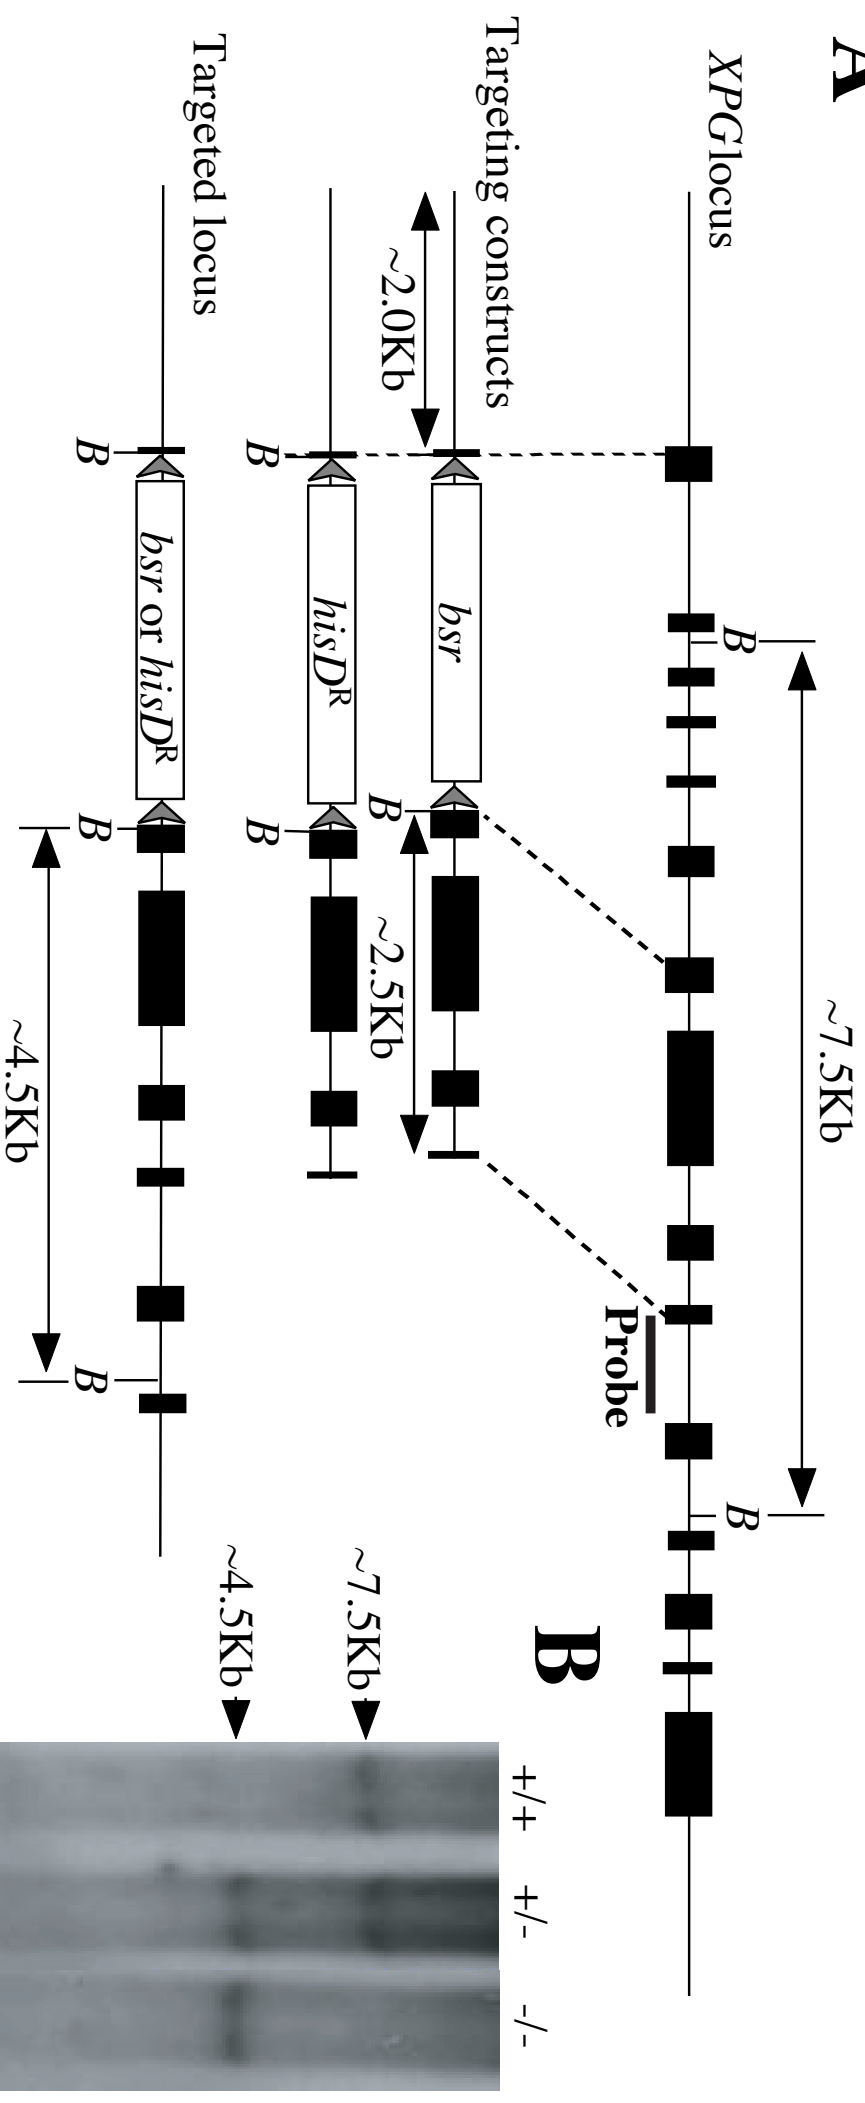 A
~7.5Kb
XPG locus
B
B
Probe
Targeting constructs
bsr
~2.0Kb
B
~2.5Kb
hisDR
B
B
Targeted locus
bsr or hisDR
B
B
B
~4.5Kb
B
+/+
+/-
-/-
~7.5Kb
~4.5Kb